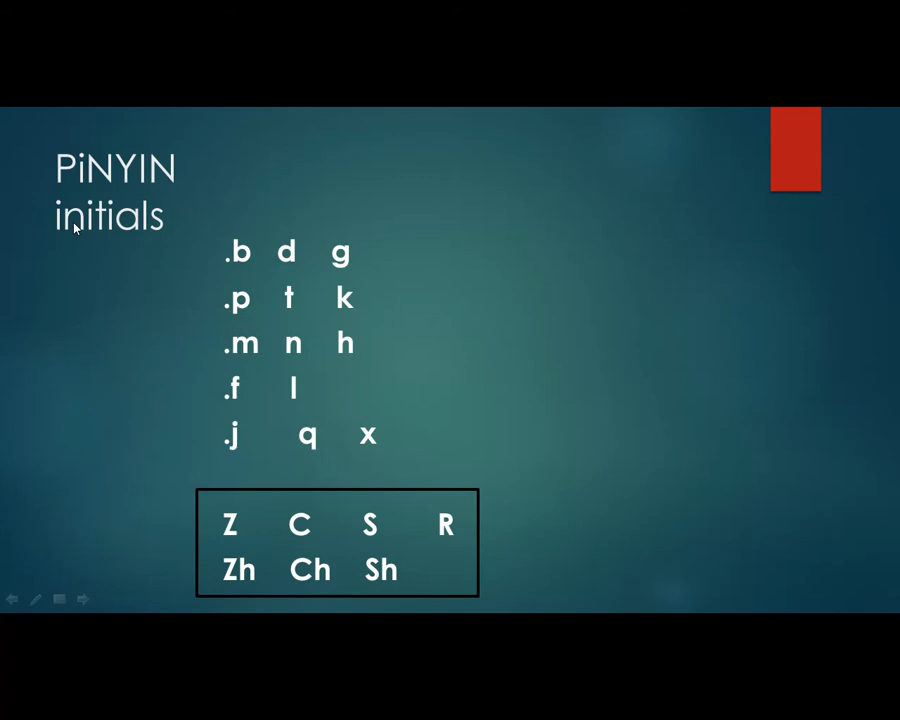 PiNYIN
initials
.b d g
.p t k
.m n h
.f l
.j q x
Z C S R
Zh Ch Sh